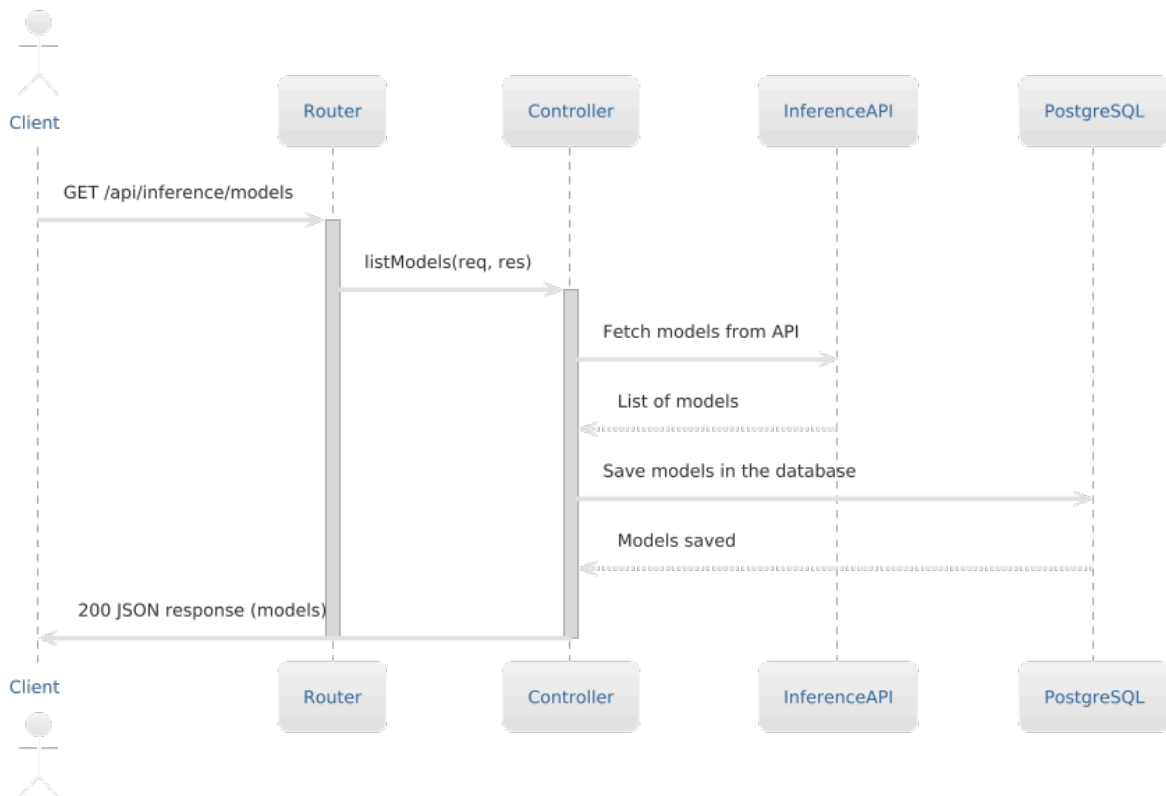 Client
Router
Controller
InferenceAPI
PostgreSQL
GET /api/inference/models
listModels(req, res)
Fetch models from API
List of models
Save models in the database
Models saved
200 JSON response (models)
Client
Router
Controller
InferenceAPI
PostgreSQL